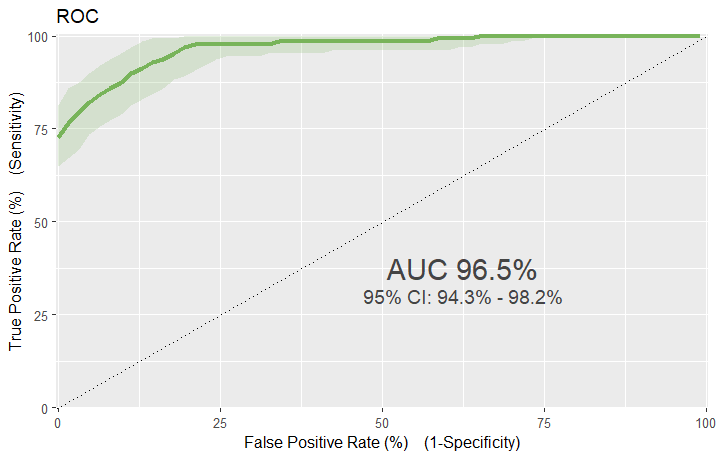 ROC
100
75
50
25
0
True Positive Rate (%) (Sensitivity)
AUC 96.5%
95% CI: 94.3% - 98.2%
0 25 50 75 100
False Positive Rate (%) (1-Specificity)